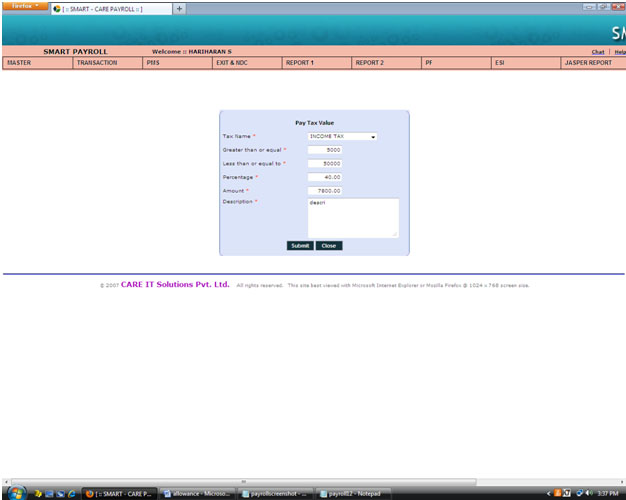 Firefox
[ :: SMART - CARE PAYROLL :: ]
SM
SMART PAYROLL Welcome :: HARIHARAN S Chat | Help
MASTER TRANSACTION PMS EXIT & NDC REPORT 1 REPORT 2 PF ESI JASPER REPORT
Pay Tax Value
Tax Name * INCOME TAX
Greater than or equal * 5000
Less than or equal to * 50000
Percentage * 40.00
Amount * 7800.00
Description * descri
Submit Close
© 2007 CARE IT Solutions Pvt. Ltd. All rights reserved. This site best viewed with Microsoft Internet Explorer or Mozilla Firefox @ 1024 x 768 screen size.
[ :: SMART - CARE P... allowance - Microso... payrollscreenshot - ... payroll12 - Notepad 3:37 PM